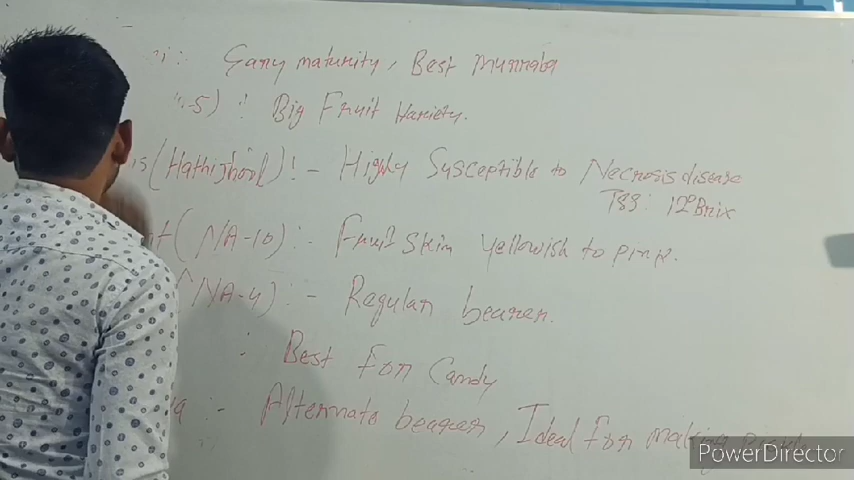 Early maturity, Best Murraba
-5) : Big Fruit Variety.
is (Hathijhool) :- Highly Susceptible to Necrosis disease
TSS: 12°Brix
(NA-10) :- Fruit Skin yellowish to pink.
(NA-4) :- Regular bearer.
: Best For Candy
:- Alternate bearer, Ideal For making
PowerDirector